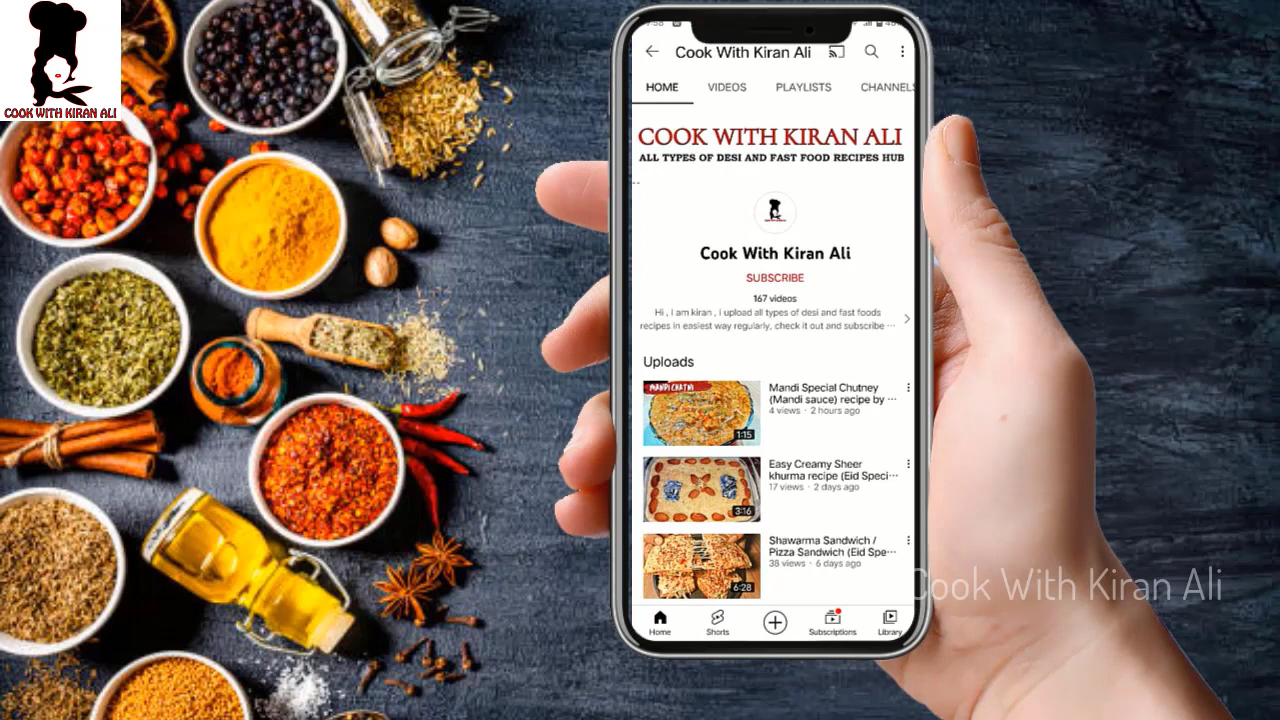 COOK WITH KIRAN ALI
Cook With Kiran Ali
HOME VIDEOS PLAYLISTS CHANNELS
COOK WITH KIRAN ALI
ALL TYPES OF DESI AND FAST FOOD RECIPES HUB
Cook With Kiran Ali
SUBSCRIBE
167 videos
Hi , I am kiran , i upload all types of desi and fast foods
recipes in easiest way regularly, check it out and subscribe ···
Uploads
MANDI CHATNI
1:15
Mandi Special Chutney
(Mandi sauce) recipe by ···
4 views · 2 hours ago
3:16
Easy Creamy Sheer
khurma recipe (Eid Speci···
17 views · 2 days ago
6:28
Shawarma Sandwich /
Pizza Sandwich (Eid Spe···
38 views · 6 days ago
Home Shorts Subscriptions Library
Cook With Kiran Ali